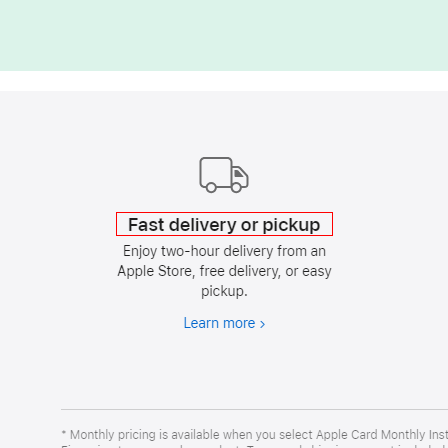 Fast delivery or pickup
Enjoy two-hour delivery from an
Apple Store, free delivery, or easy
pickup.
Learn more >
* Monthly pricing is available when you select Apple Card Monthly Inst